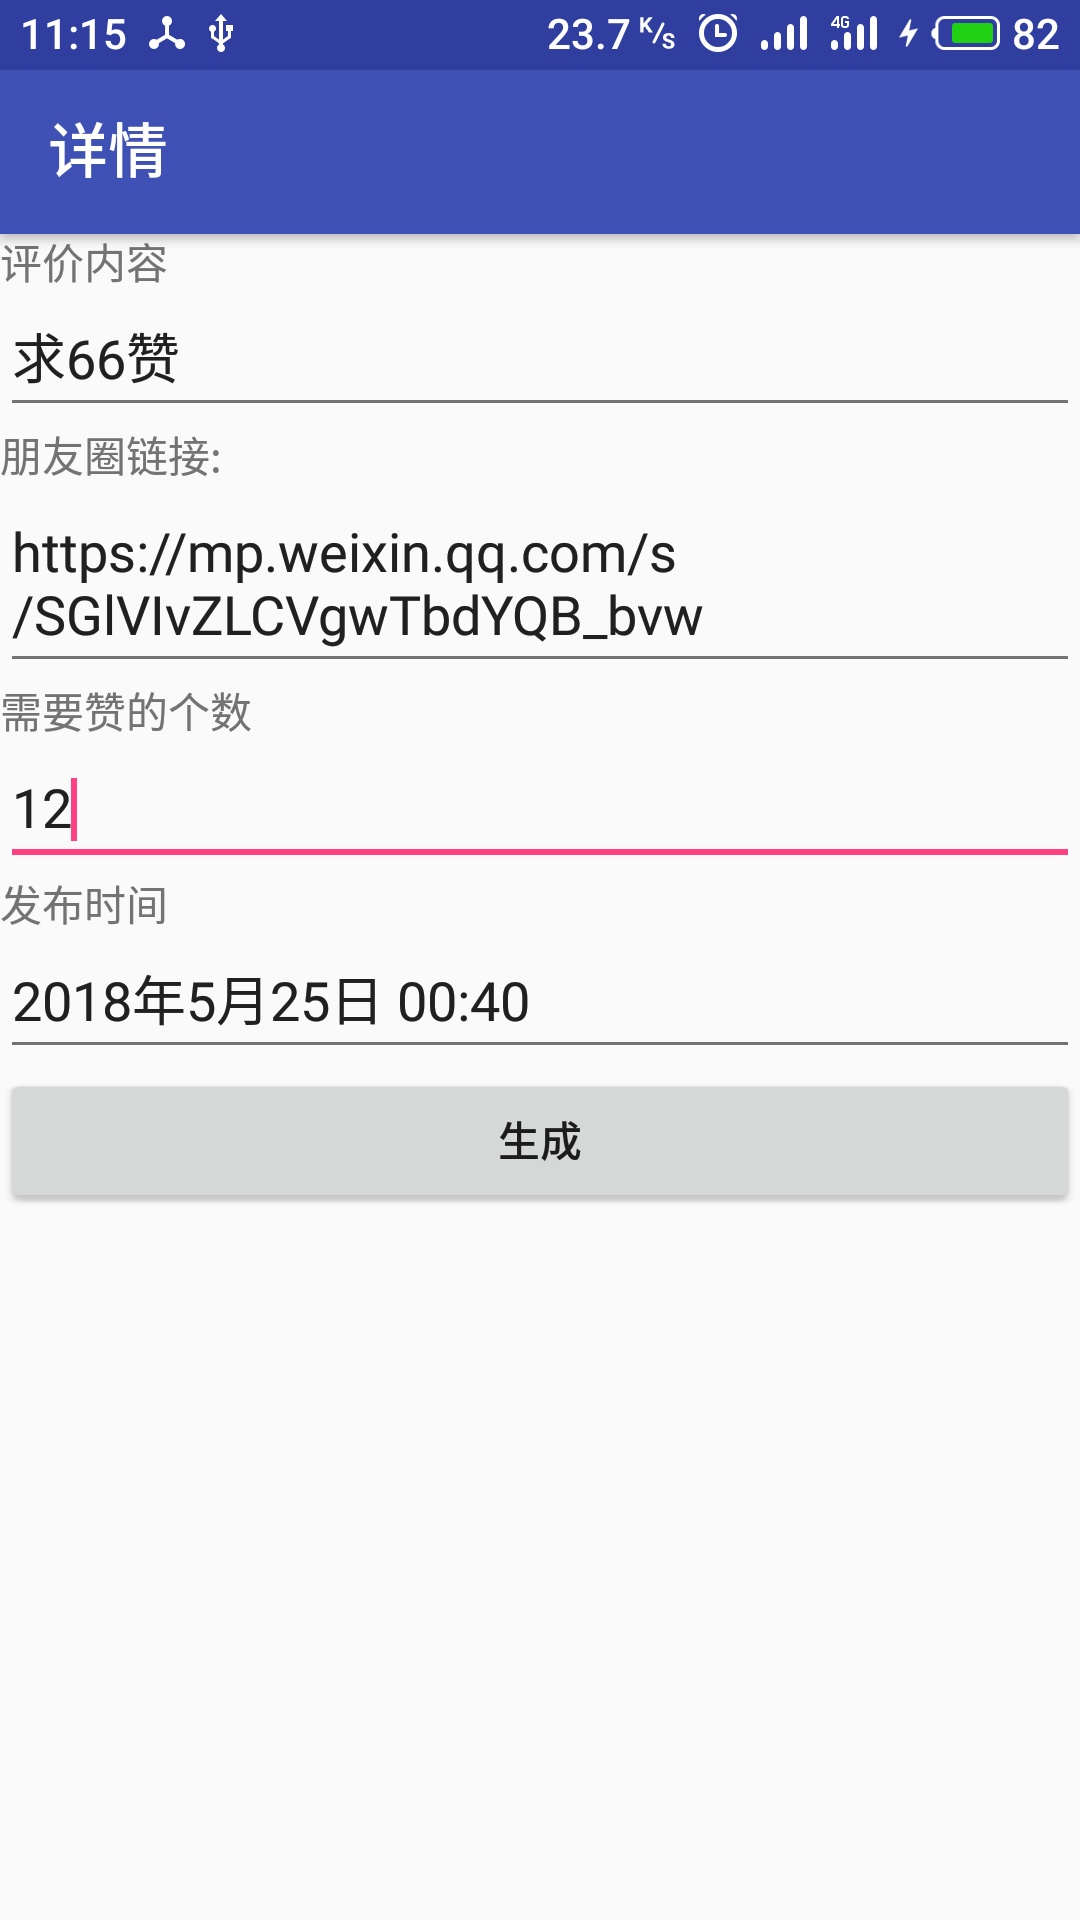 11:15 23.7 K/s 4G 82
详情
评价内容
求66赞
朋友圈链接:
https://mp.weixin.qq.com/s
/SGlVIvZLCVgwTbdYQB_bvw
需要赞的个数
12
发布时间
2018年5月25日 00:40
生成